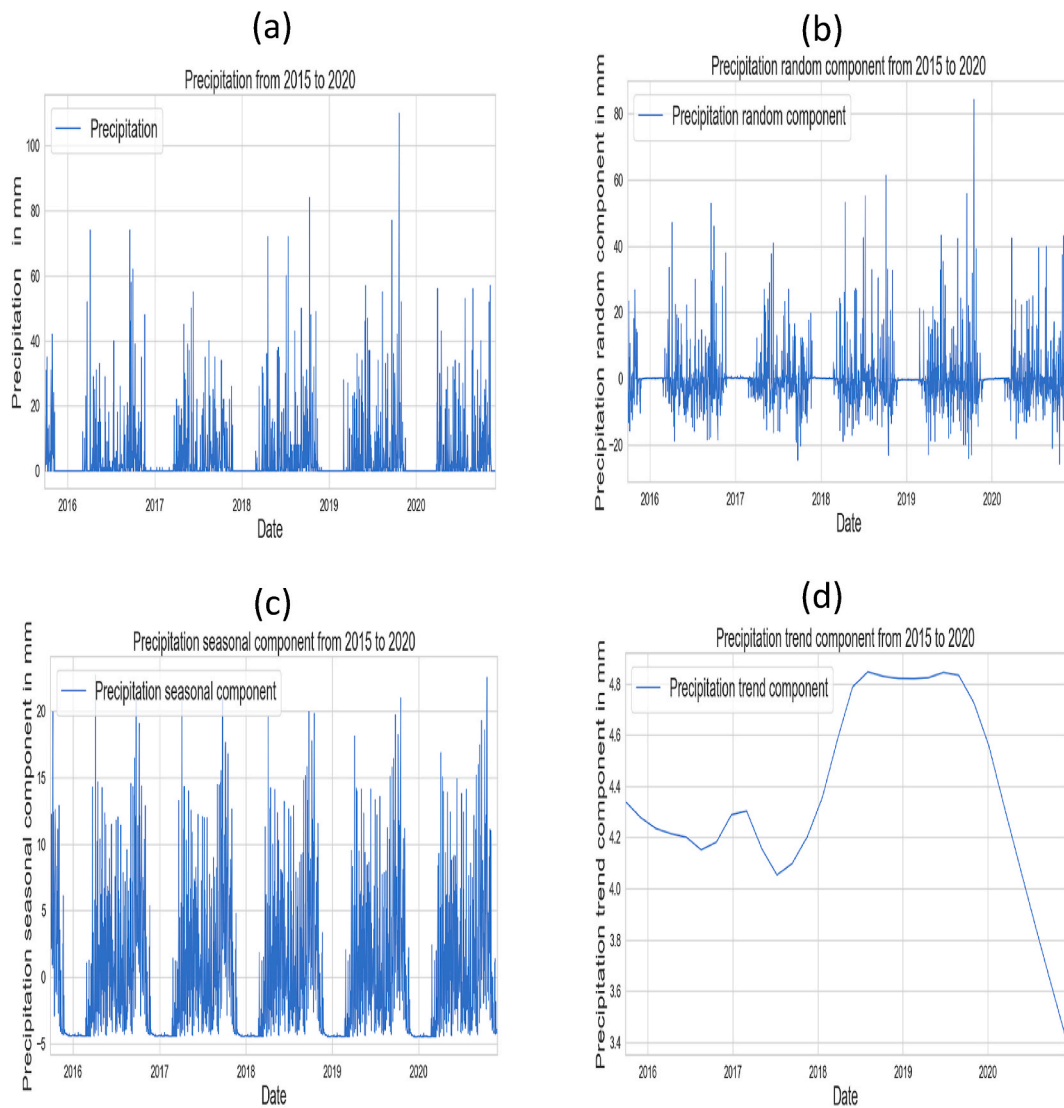 (a)
Precipitation from 2015 to 2020
Precipitation
Precipitation in mm
100
80
60
40
20
0
2016 2017 2018 2019 2020
Date
(b)
Precipitation random component from 2015 to 2020
Precipitation random component
Precipitation random component in mm
80
60
40
20
0
−20
2016 2017 2018 2019 2020
Date
(c)
Precipitation seasonal component from 2015 to 2020
Precipitation seasonal component
Precipitation seasonal component in mm
20
15
10
5
0
−5
2016 2017 2018 2019 2020
Date
(d)
Precipitation trend component from 2015 to 2020
Precipitation trend component
Precipitation trend component in mm
4.8
4.6
4.4
4.2
4.0
3.8
3.6
3.4
2016 2017 2018 2019 2020
Date